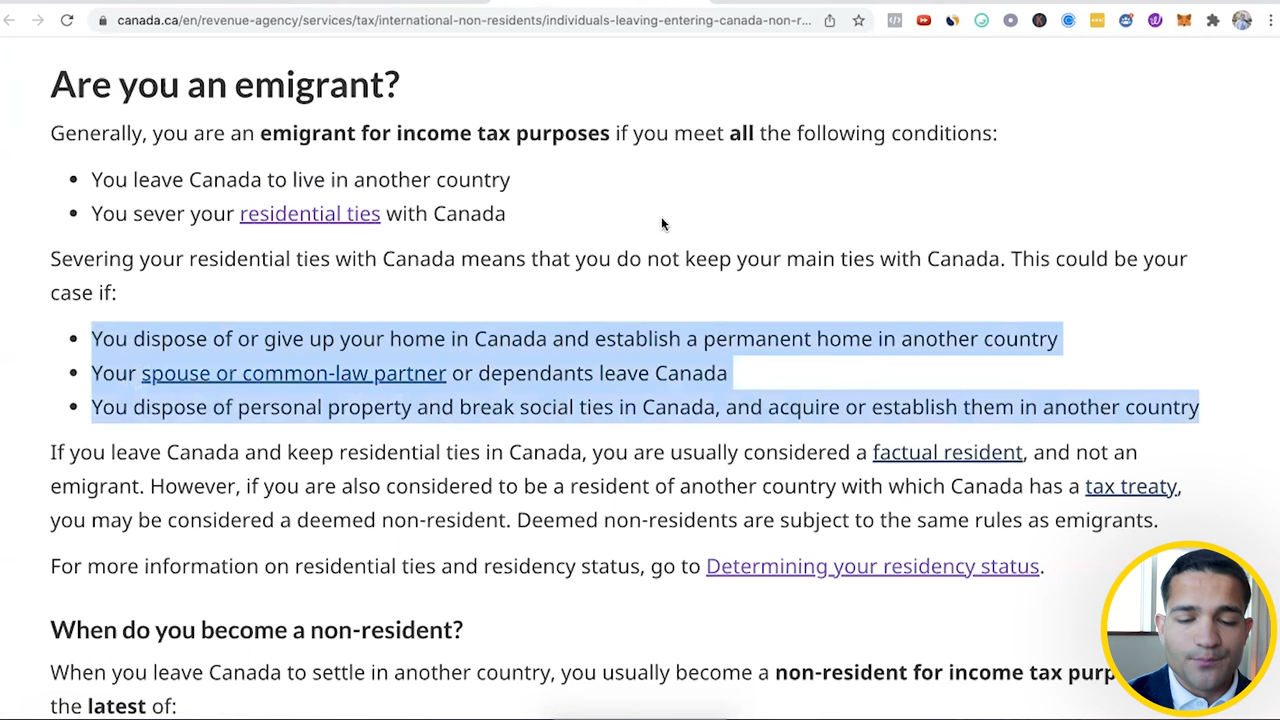 canada.ca/en/revenue-agency/services/tax/international-non-residents/individuals-leaving-entering-canada-non-r...
Are you an emigrant?
Generally, you are an emigrant for income tax purposes if you meet all the following conditions:
• You leave Canada to live in another country
• You sever your residential ties with Canada
Severing your residential ties with Canada means that you do not keep your main ties with Canada. This could be your
case if:
• You dispose of or give up your home in Canada and establish a permanent home in another country
• Your spouse or common-law partner or dependants leave Canada
• You dispose of personal property and break social ties in Canada, and acquire or establish them in another country
If you leave Canada and keep residential ties in Canada, you are usually considered a factual resident, and not an
emigrant. However, if you are also considered to be a resident of another country with which Canada has a tax treaty,
you may be considered a deemed non-resident. Deemed non-residents are subject to the same rules as emigrants.
For more information on residential ties and residency status, go to Determining your residency status.
When do you become a non-resident?
When you leave Canada to settle in another country, you usually become a non-resident for income tax purp
the latest of: